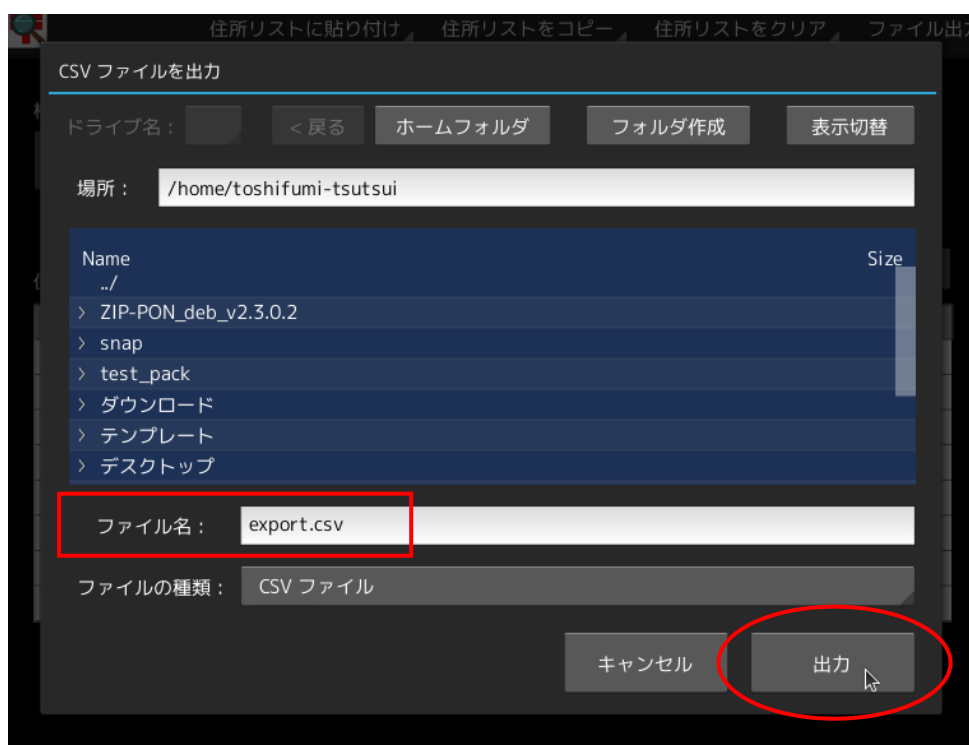 住所リストに貼り付け 住所リストをコピー 住所リストをクリア ファイル出
CSV ファイルを出力
ドライブ名： < 戻る ホームフォルダ フォルダ作成 表示切替
場所： /home/toshifumi-tsutsui
Name Size
../
> ZIP-PON_deb_v2.3.0.2
> snap
> test_pack
> ダウンロード
> テンプレート
> デスクトップ
ファイル名： export.csv
ファイルの種類： CSV ファイル
キャンセル 出力